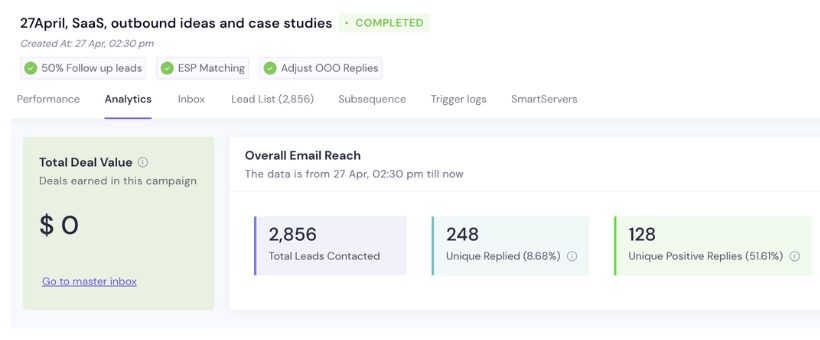 27April, SaaS, outbound ideas and case studies • COMPLETED
Created At: 27 Apr, 02:30 pm
50% Follow up leads ESP Matching Adjust OOO Replies
Performance Analytics Inbox Lead List (2,856) Subsequence Trigger logs SmartServers
Total Deal Value
Deals earned in this campaign
$ 0
Go to master inbox
Overall Email Reach
The data is from 27 Apr, 02:30 pm till now
2,856
Total Leads Contacted
248
Unique Replied (8.68%)
128
Unique Positive Replies (51.61%)